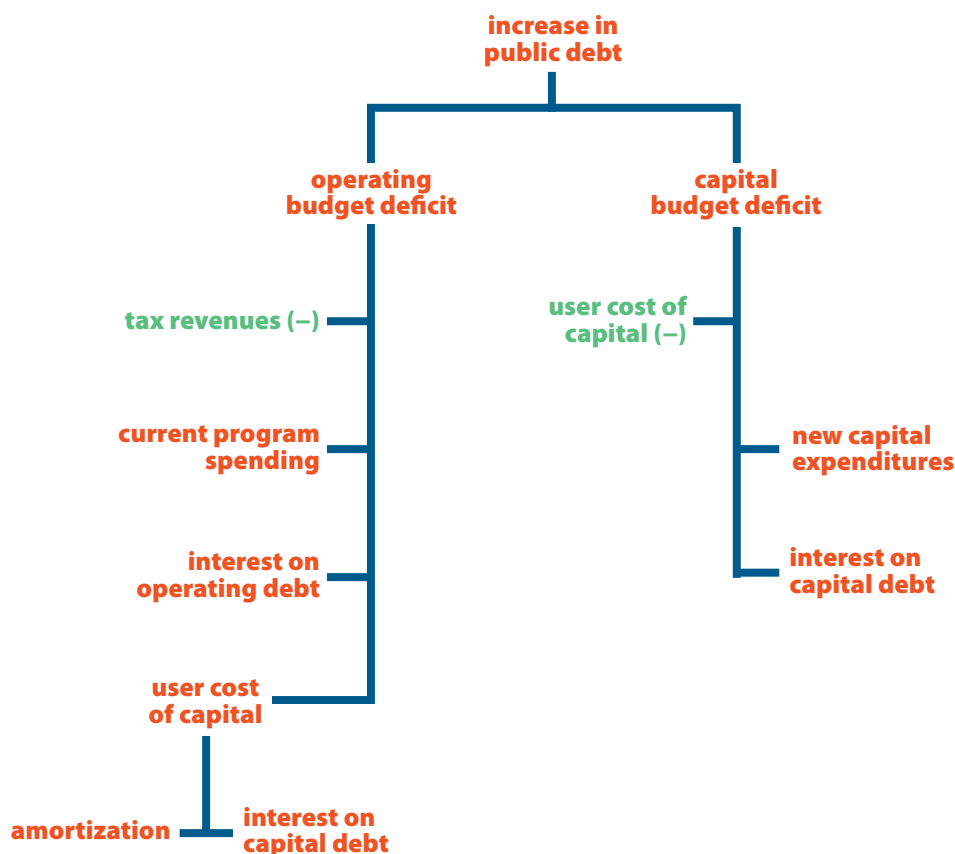 increase in
public debt
operating
budget deficit
capital
budget deficit
tax revenues (–)
user cost of
capital (–)
current program
spending
new capital
expenditures
interest on
operating debt
interest on
capital debt
user cost
of capital
amortization
interest on
capital debt